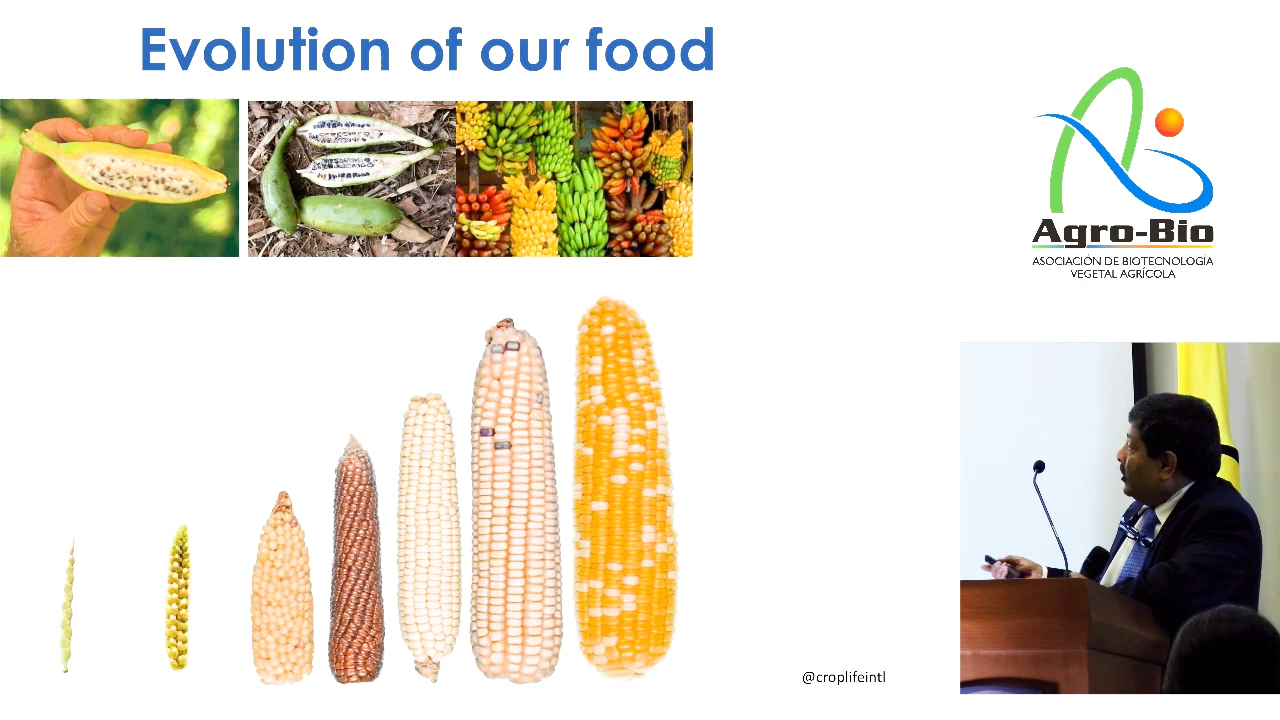 Evolution of our food
Agro-Bio
ASOCIACIÓN DE BIOTECNOLOGÍA
VEGETAL AGRÍCOLA
@croplifeintl